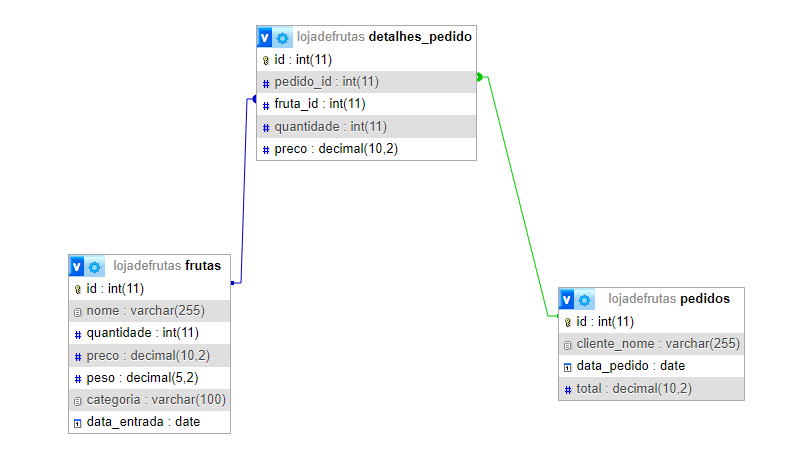 lojadefrutas detalhes_pedido
id : int(11)
pedido_id : int(11)
fruta_id : int(11)
quantidade : int(11)
preco : decimal(10,2)
lojadefrutas frutas
id : int(11)
nome : varchar(255)
quantidade : int(11)
preco : decimal(10,2)
peso : decimal(5,2)
categoria : varchar(100)
data_entrada : date
lojadefrutas pedidos
id : int(11)
cliente_nome : varchar(255)
data_pedido : date
total : decimal(10,2)